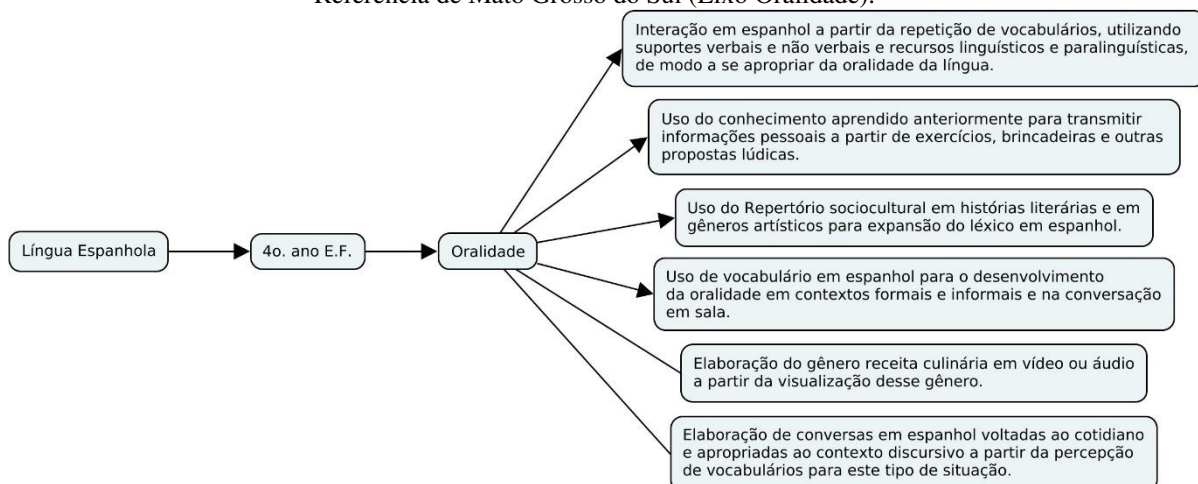 Referência de Mato Grosso do Sul (Eixo Oralidade).
Interação em espanhol a partir da repetição de vocabulários, utilizando
suportes verbais e não verbais e recursos linguísticos e paralinguísticas,
de modo a se apropriar da oralidade da língua.
Uso do conhecimento aprendido anteriormente para transmitir
informações pessoais a partir de exercícios, brincadeiras e outras
propostas lúdicas.
Uso do Repertório sociocultural em histórias literárias e em
gêneros artísticos para expansão do léxico em espanhol.
Língua Espanhola
4o. ano E.F.
Oralidade
Uso de vocabulário em espanhol para o desenvolvimento
da oralidade em contextos formais e informais e na conversação
em sala.
Elaboração do gênero receita culinária em vídeo ou áudio
a partir da visualização desse gênero.
Elaboração de conversas em espanhol voltadas ao cotidiano
e apropriadas ao contexto discursivo a partir da percepção
de vocabulários para este tipo de situação.